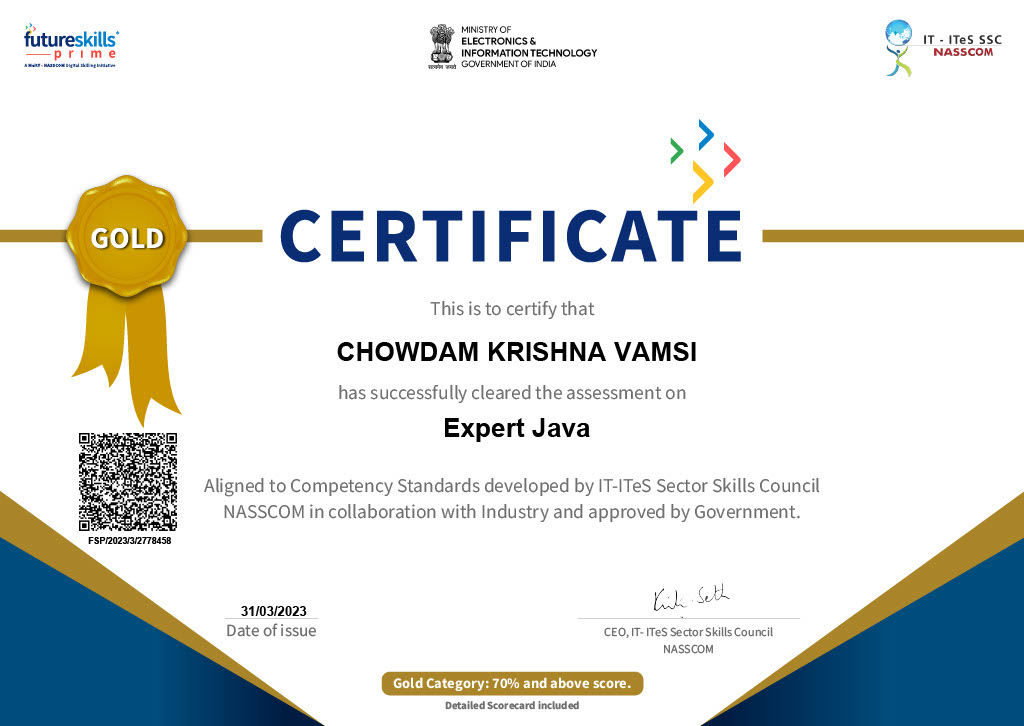 futureskills
prime
A MeitY - NASSCOM Digital Skilling Initiative
सत्यमेव जयते
MINISTRY OF
ELECTRONICS &
INFORMATION TECHNOLOGY
GOVERNMENT OF INDIA
IT - ITeS SSC
NASSCOM
GOLD
CERTIFICATE
This is to certify that
CHOWDAM KRISHNA VAMSI
has successfully cleared the assessment on
Expert Java
Aligned to Competency Standards developed by IT-ITeS Sector Skills Council
NASSCOM in collaboration with Industry and approved by Government.
FSP/2023/3/2778458
31/03/2023
Date of issue
Kirti Seth
CEO, IT- ITeS Sector Skills Council
NASSCOM
Gold Category: 70% and above score.
Detailed Scorecard included